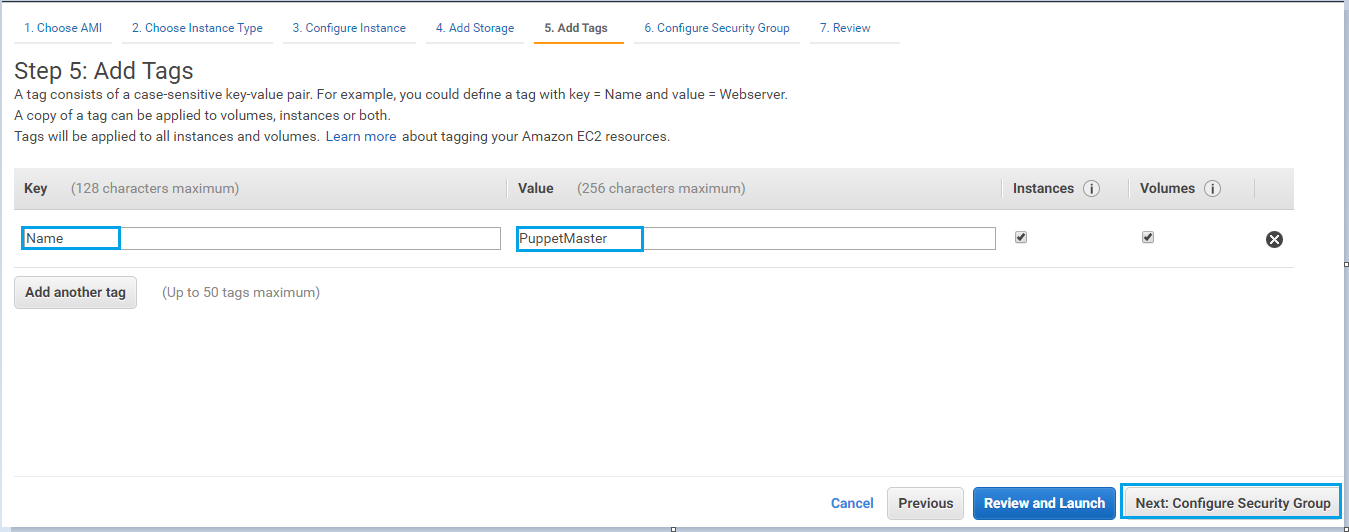 1. Choose AMI 2. Choose Instance Type 3. Configure Instance 4. Add Storage 5. Add Tags 6. Configure Security Group 7. Review
Step 5: Add Tags
A tag consists of a case-sensitive key-value pair. For example, you could define a tag with key = Name and value = Webserver.
A copy of a tag can be applied to volumes, instances or both.
Tags will be applied to all instances and volumes. Learn more about tagging your Amazon EC2 resources.
Key (128 characters maximum) Value (256 characters maximum) Instances i Volumes i
Name PuppetMaster
Add another tag (Up to 50 tags maximum)
Cancel Previous Review and Launch Next: Configure Security Group